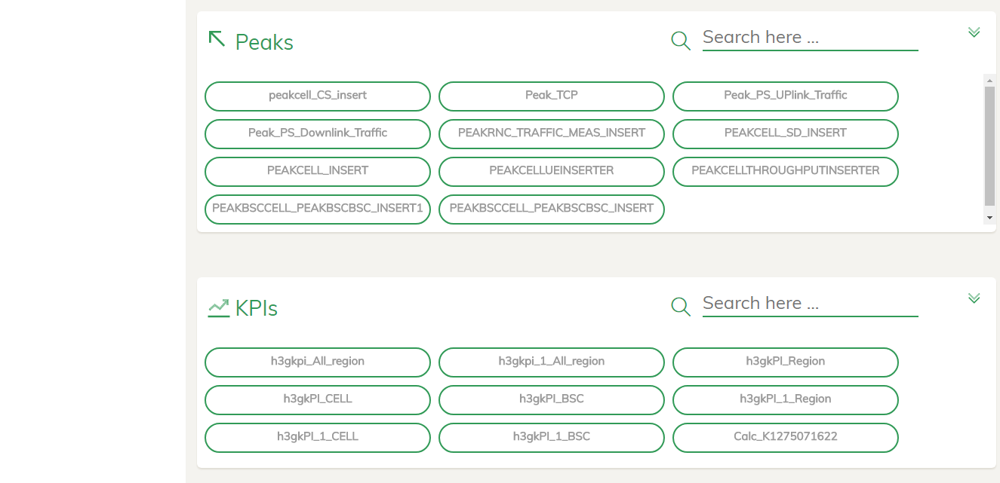 Peaks
Search here ...
peakcell_CS_insert
Peak_TCP
Peak_PS_UPlink_Traffic
Peak_PS_Downlink_Traffic
PEAKRNC_TRAFFIC_MEAS_INSERT
PEAKCELL_SD_INSERT
PEAKCELL_INSERT
PEAKCELLUEINSERTER
PEAKCELLTHROUGHPUTINSERTER
PEAKBSCCELL_PEAKBSCBSC_INSERT1
PEAKBSCCELL_PEAKBSCBSC_INSERT
KPIs
Search here ...
h3gkpi_All_region
h3gkpi_1_All_region
h3gkPI_Region
h3gkPI_CELL
h3gkPI_BSC
h3gkPI_1_Region
h3gkPI_1_CELL
h3gkPI_1_BSC
Calc_K1275071622